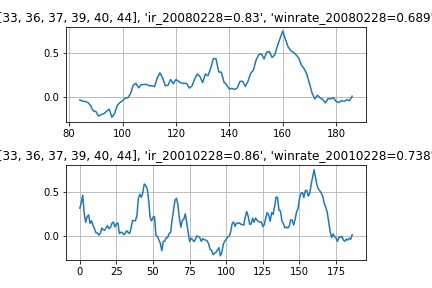 [33, 36, 37, 39, 40, 44], 'ir_20080228=0.83', 'winrate_20080228=0.689'
0.5
0.0
80 100 120 140 160 180
[33, 36, 37, 39, 40, 44], 'ir_20010228=0.86', 'winrate_20010228=0.738'
0.5
0.0
0 25 50 75 100 125 150 175